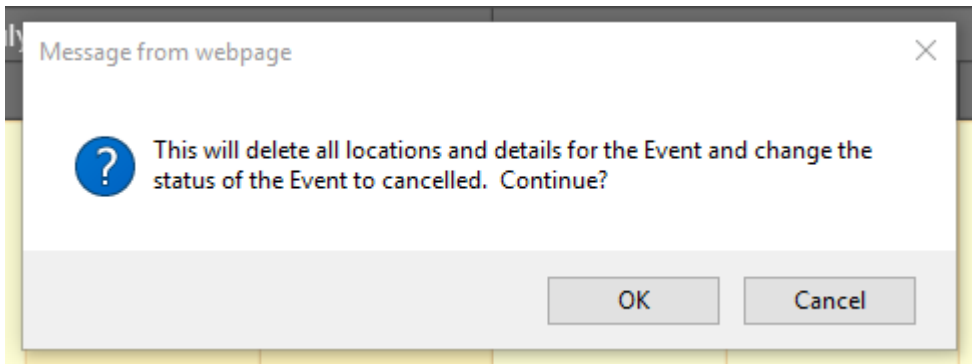 Message from webpage
This will delete all locations and details for the Event and change the
status of the Event to cancelled.  Continue?
OK
Cancel